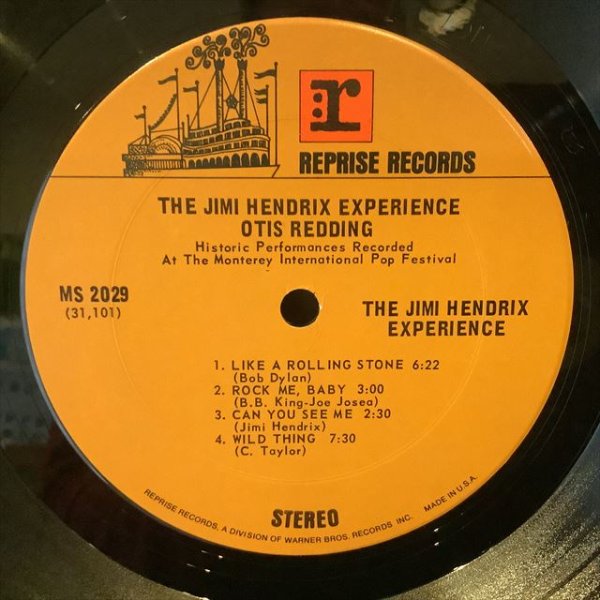 :r
REPRISE RECORDS
THE JIMI HENDRIX EXPERIENCE
OTIS REDDING
Historic Performances Recorded
At The Monterey International Pop Festival
MS 2029
(31,101)
THE JIMI HENDRIX
EXPERIENCE
1. LIKE A ROLLING STONE 6:22
(Bob Dylan)
2. ROCK ME, BABY 3:00
(B.B. King-Joe Josea)
3. CAN YOU SEE ME 2:30
(Jimi Hendrix)
4. WILD THING 7:30
(C. Taylor)
STEREO
REPRISE RECORDS, A DIVISION OF WARNER BROS. RECORDS INC. MADE IN U.S.A.